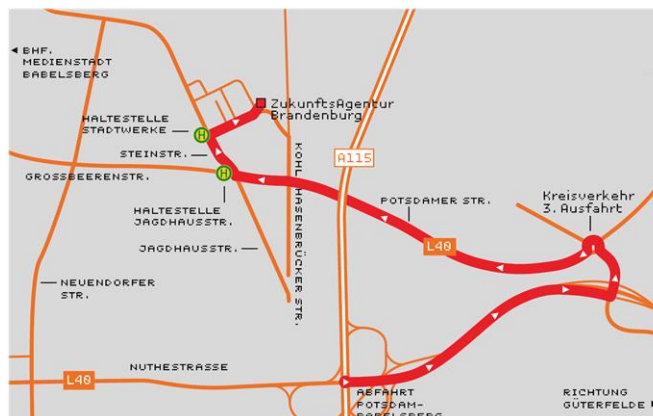 ◄ BHF.
MEDIENSTADT
BABELSBERG
HALTESTELLE
STADTWERKE
STEINSTR.
GROSSBEERENSTR.
ZukunftsAgentur
Brandenburg
H
H
HALTESTELLE
JAGDHAUSSTR.
JAGDHAUSSTR.
KOHLHASENBRÜCKER STR.
A115
POTSDAMER STR.
L40
Kreisverkehr
3. Ausfahrt
NEUENDORFER
STR.
NUTHESTRASSE
L40
ABFAHRT
POTSDAM-
BABELSBERG
RICHTUNG
GÜTERFELDE